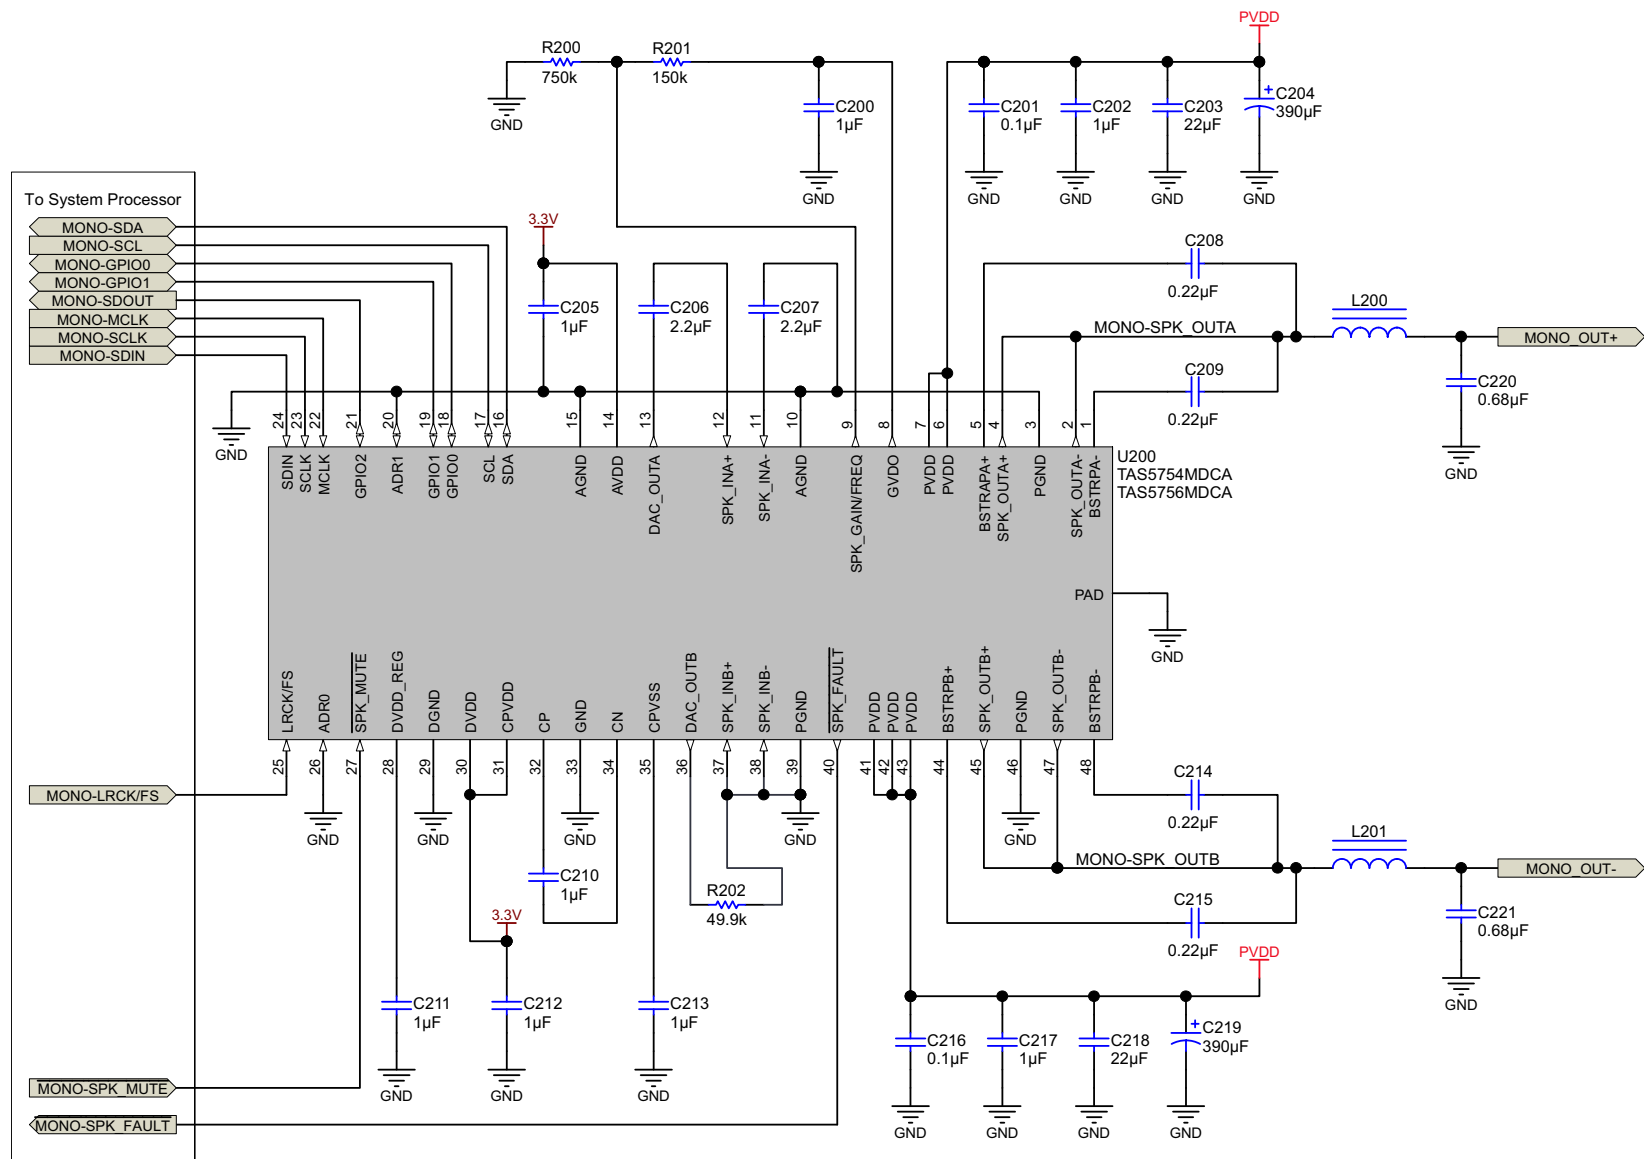 PVDD
R200
750k
R201
150k
C200
1µF
C201
0.1µF
C202
1µF
C203
22µF
+
C204
390µF
GND
GND
GND
GND
GND
GND
To System Processor
MONO-SDA
MONO-SCL
MONO-GPIO0
MONO-GPIO1
MONO-SDOUT
MONO-MCLK
MONO-SCLK
MONO-SDIN
3.3V
C205
1µF
C206
2.2µF
C207
2.2µF
C208
0.22µF
MONO-SPK_OUTA
C209
0.22µF
L200
MONO_OUT+
C220
0.68µF
GND
GND
24
23
22
21
20
19
18
17
16
15
14
13
12
11
10
9
8
7
6
5
4
3
2
1
SDIN
SCLK
MCLK
GPIO2
ADR1
GPIO1
GPIO0
SCL
SDA
AGND
AVDD
DAC_OUTA
SPK_INA+
SPK_INA-
AGND
SPK_GAIN/FREQ
GVDO
PVDD
PVDD
BSTRAPA+
SPK_OUTA+
PGND
SPK_OUTA-
BSTRPA-
U200
TAS5754MDCA
TAS5756MDCA
PAD
GND
LRCK/FS
ADR0
SPK_MUTE
DVDD_REG
DGND
DVDD
CPVDD
CP
GND
CN
CPVSS
DAC_OUTB
SPK_INB+
SPK_INB-
PGND
SPK_FAULT
PVDD
PVDD
PVDD
BSTRPB+
SPK_OUTB+
PGND
SPK_OUTB-
BSTRPB-
25
26
27
28
29
30
31
32
33
34
35
36
37
38
39
40
41
42
43
44
45
46
47
48
MONO-LRCK/FS
GND
GND
GND
GND
GND
C214
0.22µF
MONO-SPK_OUTB
C215
0.22µF
L201
MONO_OUT-
C221
0.68µF
GND
C210
1µF
R202
49.9k
3.3V
C211
1µF
C212
1µF
C213
1µF
GND
GND
GND
PVDD
C216
0.1µF
C217
1µF
C218
22µF
+
C219
390µF
GND
GND
GND
GND
MONO-SPK_MUTE
MONO-SPK_FAULT